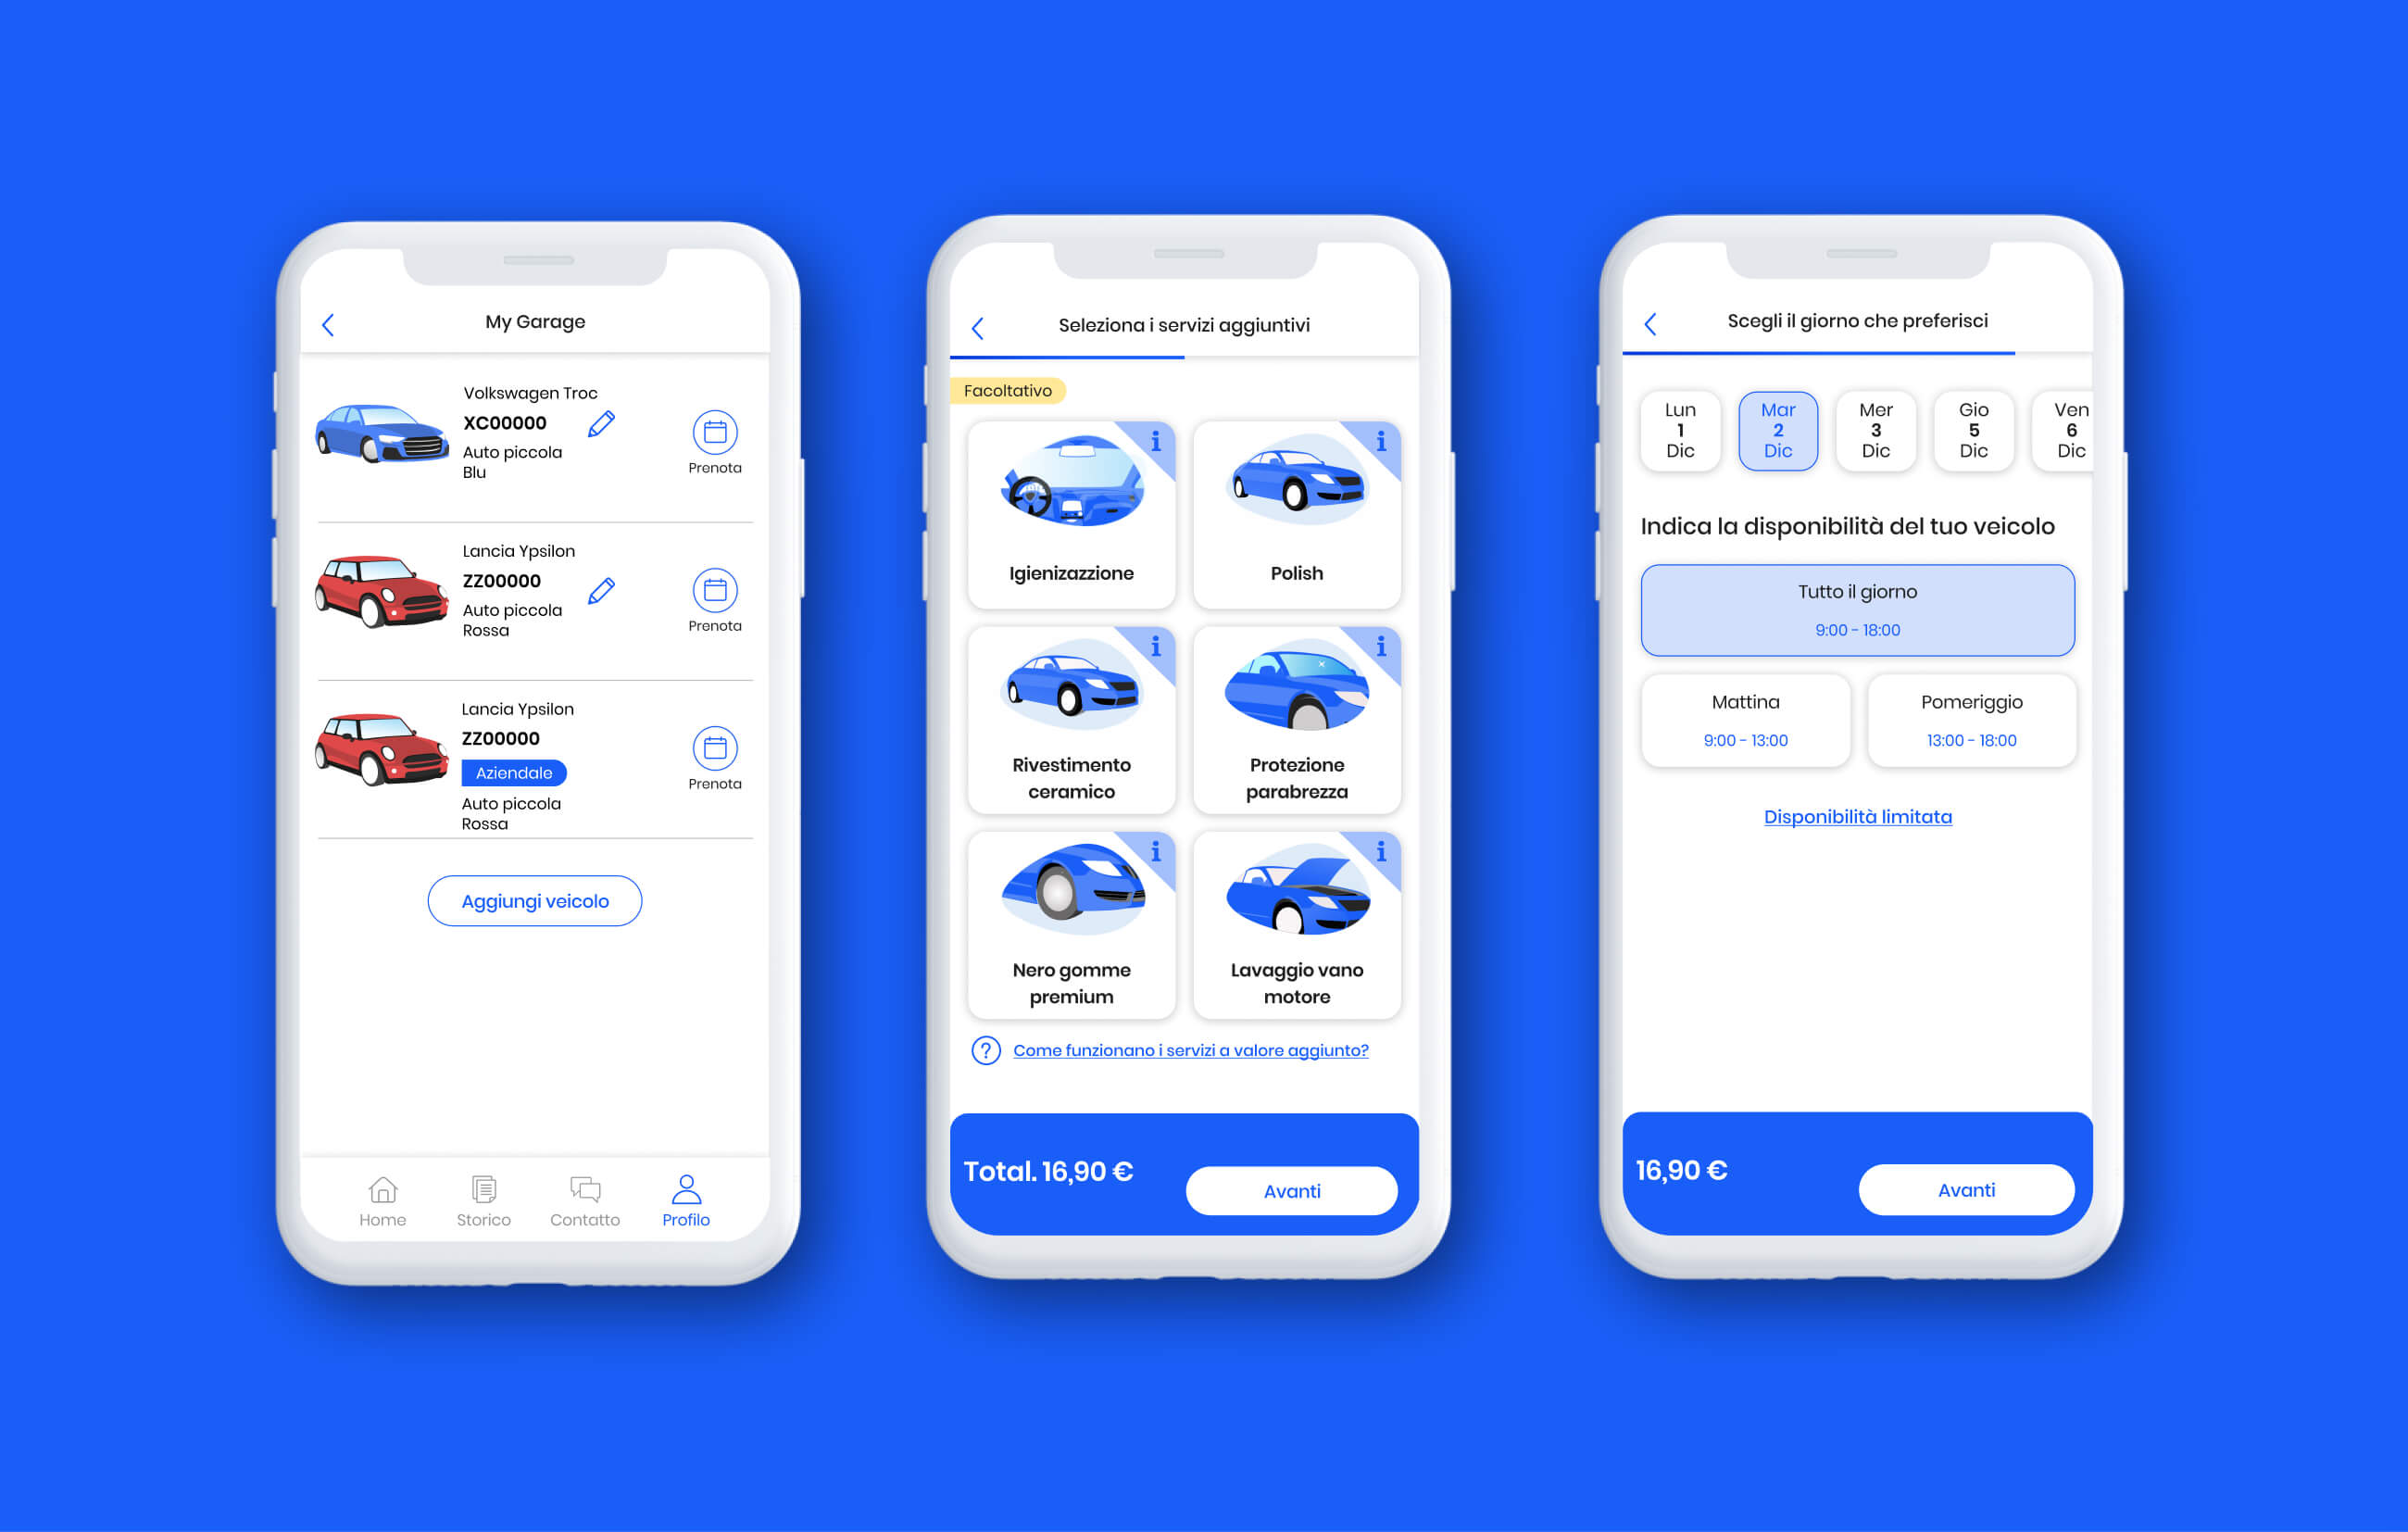 My Garage
Volkswagen Troc
XC00000
Auto piccola
Blu
Prenota
Lancia Ypsilon
ZZ00000
Auto piccola
Rossa
Prenota
Lancia Ypsilon
ZZ00000
Aziendale
Auto piccola
Rossa
Prenota
Aggiungi veicolo
Home Storico Contatto Profilo
Seleziona i servizi aggiuntivi
Facoltativo
i i
Igienizazzione Polish
i i
Rivestimento
ceramico
Protezione
parabrezza
i i
Nero gomme
premium
Lavaggio vano
motore
? Come funzionano i servizi a valore aggiunto?
Total. 16,90 €
Avanti
Scegli il giorno che preferisci
Lun Mar Mer Gio Ven
1 2 3 5 6
Dic Dic Dic Dic Dic
Indica la disponibilità del tuo veicolo
Tutto il giorno
9:00 - 18:00
Mattina Pomeriggio
9:00 - 13:00 13:00 - 18:00
Disponibilità limitata
16,90 €
Avanti